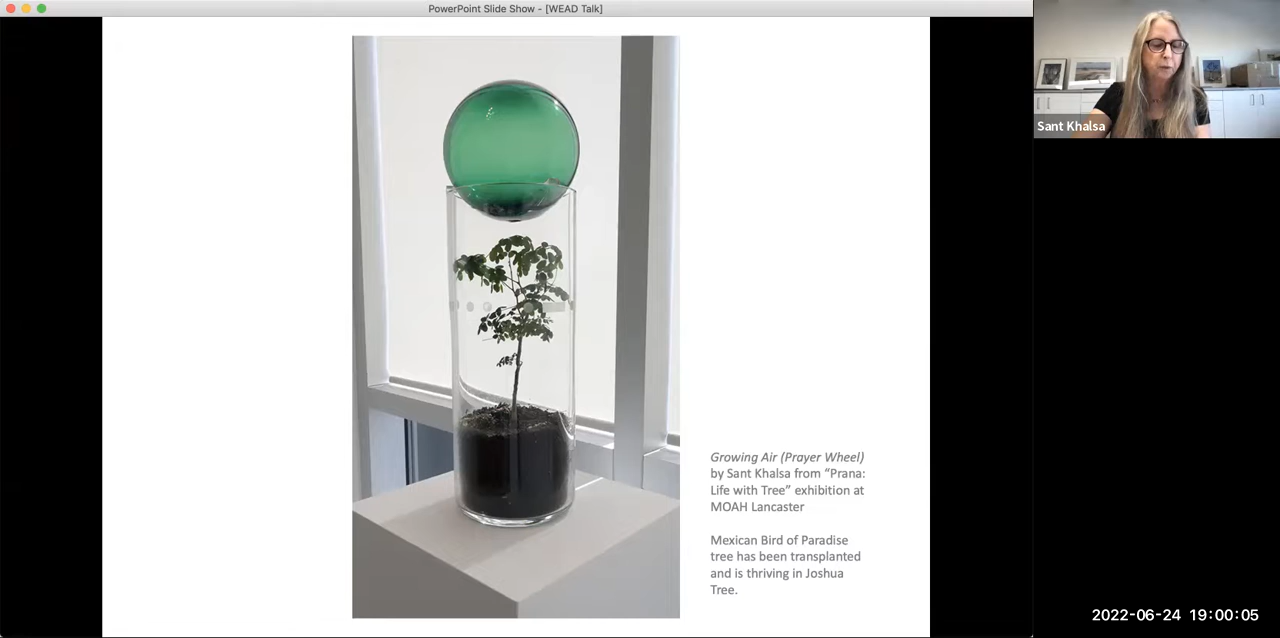 PowerPoint Slide Show - [WEAD Talk]
Sant Khalsa
Growing Air (Prayer Wheel)
by Sant Khalsa from “Prana:
Life with Tree” exhibition at
MOAH Lancaster
Mexican Bird of Paradise
tree has been transplanted
and is thriving in Joshua
Tree.
2022-06-24 19:00:05